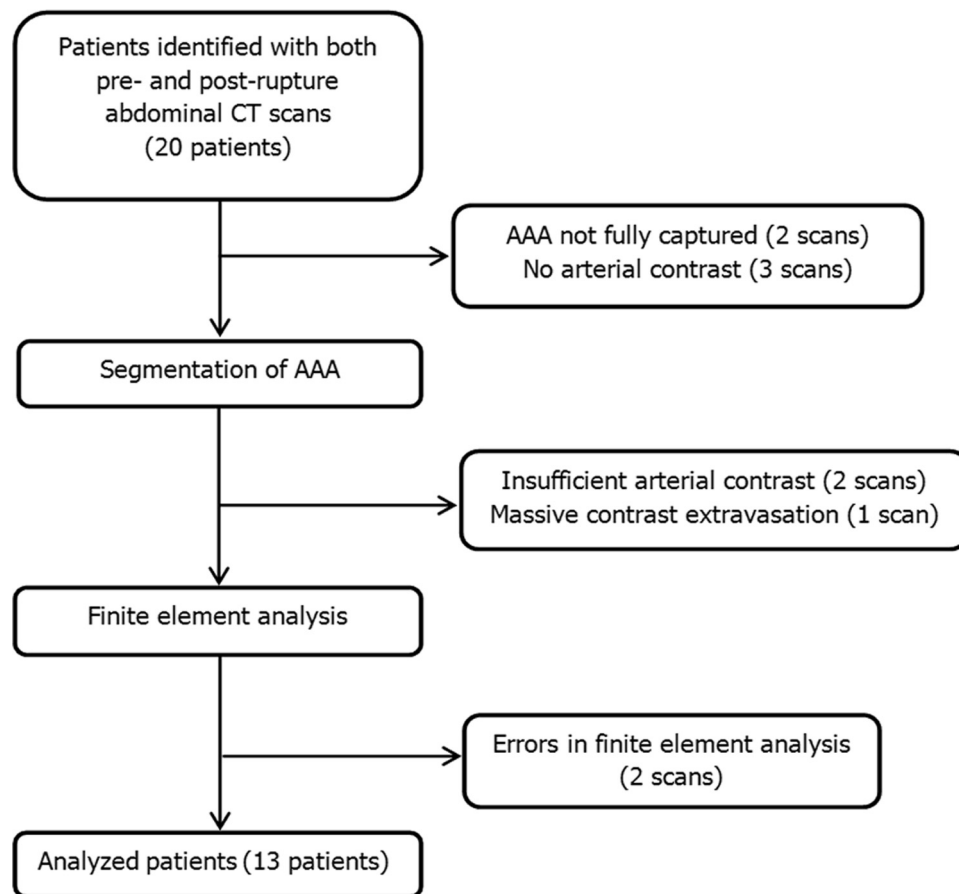 Patients identified with both
pre- and post-rupture
abdominal CT scans
(20 patients)
AAA not fully captured (2 scans)
No arterial contrast (3 scans)
Segmentation of AAA
Insufficient arterial contrast (2 scans)
Massive contrast extravasation (1 scan)
Finite element analysis
Errors in finite element analysis
(2 scans)
Analyzed patients (13 patients)